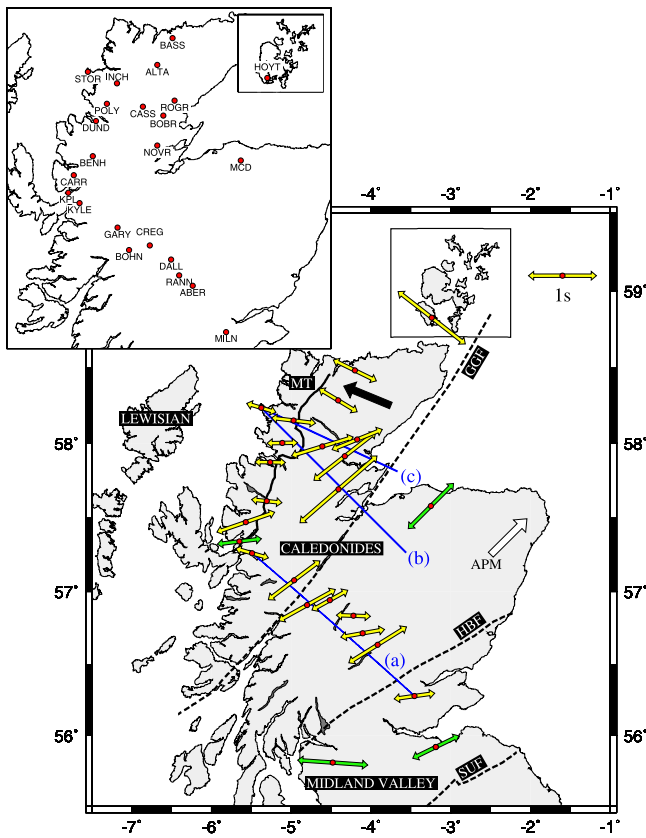 BASS
HOYT
ALTA
STOR
INCH
POLY
CASS
ROGR
BOBR
DUND
NOVR
BENH
MCD
CARR
KPL
KYLE
GARY
CREG
BOHN
DALL
RANN
ABER
MILN
-4° -3° -2° -1°
1s
59°
GGF
MT
LEWISIAN
58° 58°
(c)
CALEDONIDES
(b)
APM
57° 57°
HBF
(a)
56° 56°
SUF
MIDLAND VALLEY
-7° -6° -5° -4° -3° -2° -1°